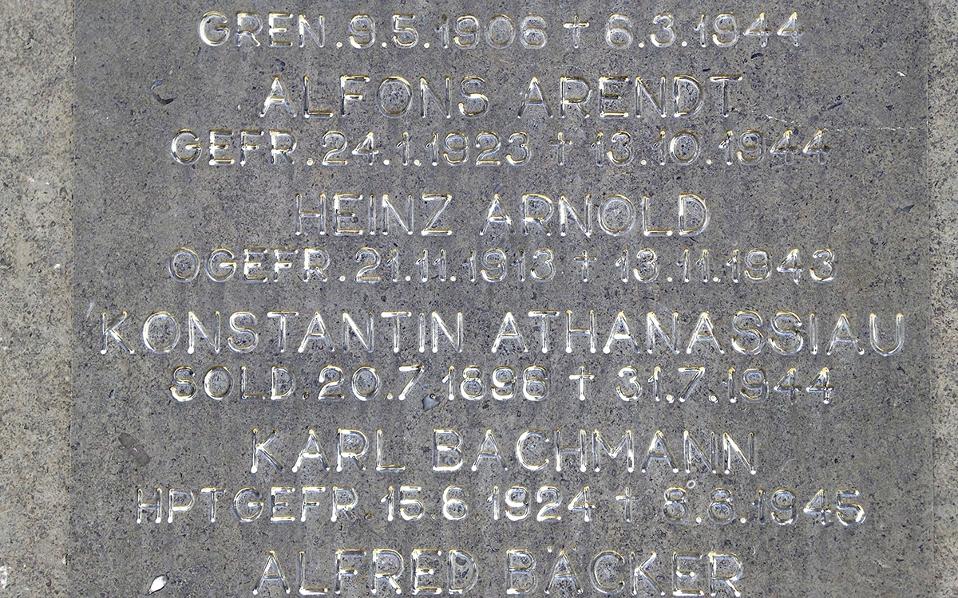 GREN. 9.5.1906 † 6.3.1944
ALFONS ARENDT
GEFR. 24.1.1923 † 13.10.1944
HEINZ ARNOLD
OGEFR. 21.11.1913 † 13.11.1943
KONSTANTIN ATHANASSIAU
SOLD. 20.7.1896 † 31.7.1944
KARL BACHMANN
HPTGEFR. 15.6.1924 † 8.8.1945
ALFRED BÄCKER